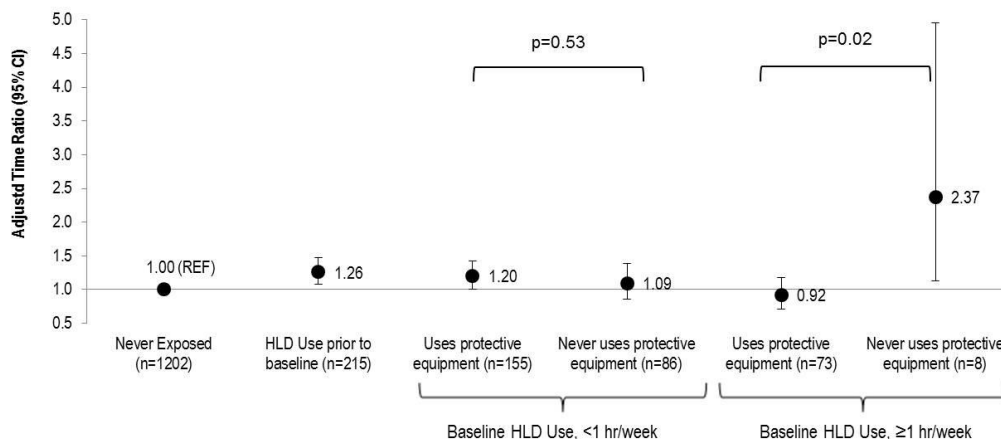 Adjustd Time Ratio (95% CI)
5.0
4.5
4.0
3.5
3.0
2.5
2.0
1.5
1.0
0.5
p=0.53
p=0.02
1.00 (REF)
1.26
1.20
1.09
0.92
2.37
Never Exposed
(n=1202)
HLD Use prior to
baseline (n=215)
Uses protective
equipment (n=155)
Never uses protective
equipment (n=86)
Uses protective
equipment (n=73)
Never uses protective
equipment (n=8)
Baseline HLD Use, <1 hr/week
Baseline HLD Use, ≥1 hr/week